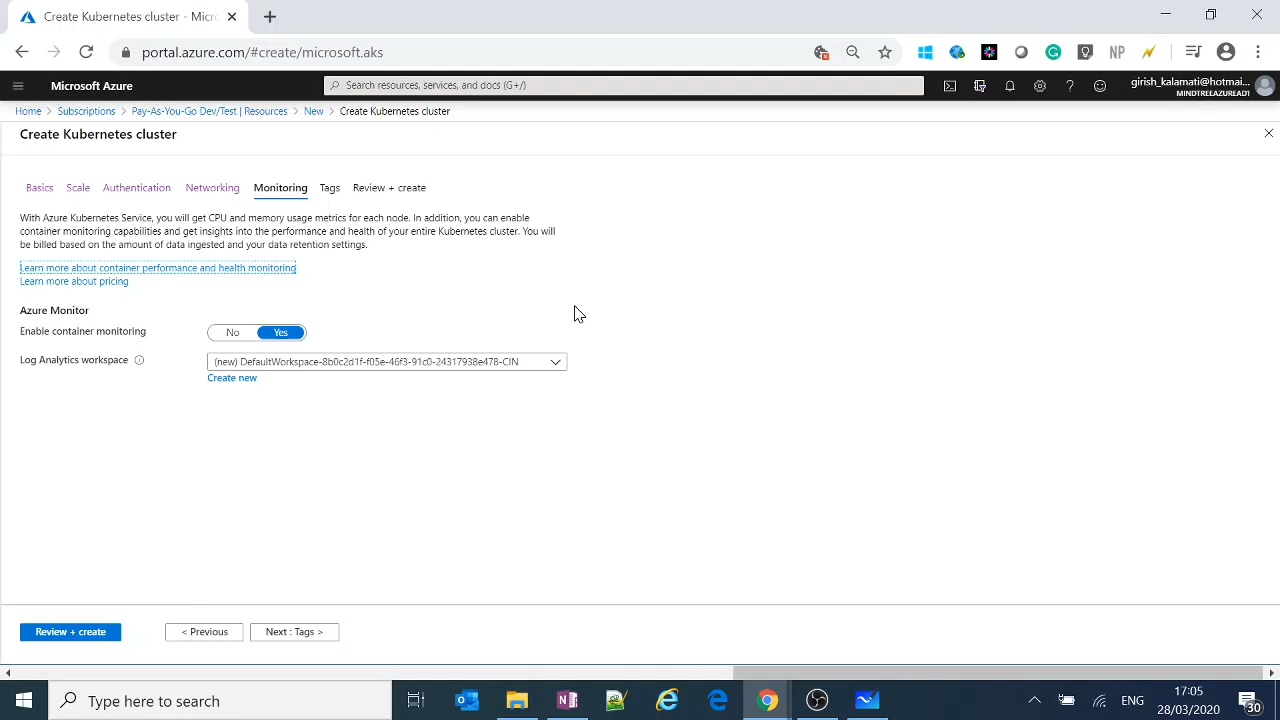 Create Kubernetes cluster - Micr
portal.azure.com/#create/microsoft.aks
NP
Microsoft Azure
Search resources, services, and docs (G+/)
girish_kalamati@hotmai...
MINDTREEAZUREAD1
Home > Subscriptions > Pay-As-You-Go Dev/Test | Resources > New > Create Kubernetes cluster
Create Kubernetes cluster
Basics Scale Authentication Networking Monitoring Tags Review + create
With Azure Kubernetes Service, you will get CPU and memory usage metrics for each node. In addition, you can enable
container monitoring capabilities and get insights into the performance and health of your entire Kubernetes cluster. You will
be billed based on the amount of data ingested and your data retention settings.
Learn more about container performance and health monitoring
Learn more about pricing
Azure Monitor
Enable container monitoring No Yes
Log Analytics workspace (new) DefaultWorkspace-8b0c2d1f-f05e-46f3-91c0-24317938e478-CIN
Create new
Review + create < Previous Next : Tags >
Type here to search
ENG
17:05
28/03/2020
30